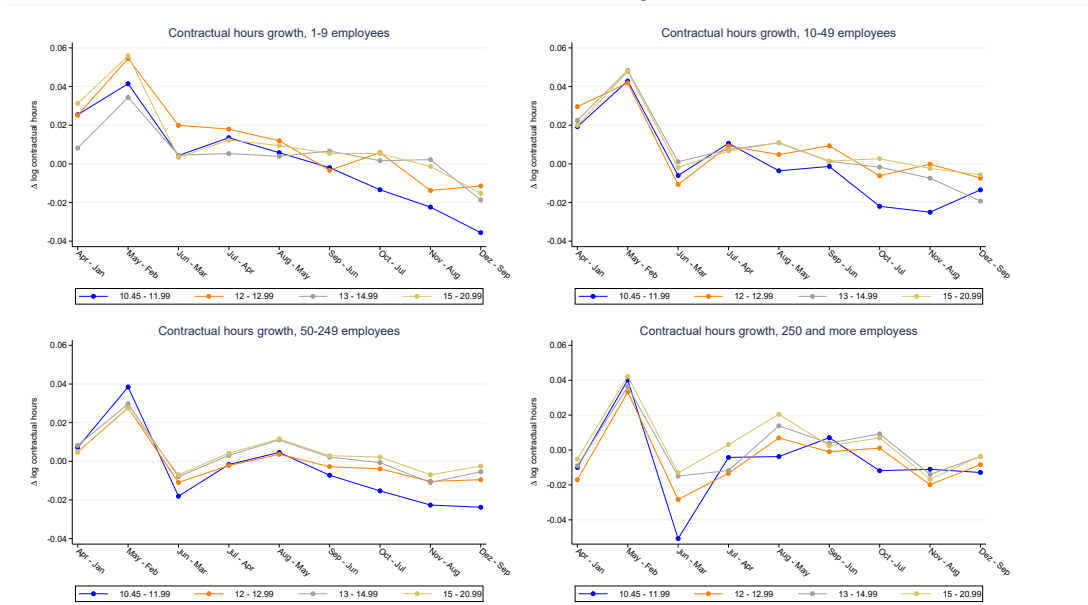 Contractual hours growth, 1-9 employees
Δ log contractual hours
0.06
0.04
0.02
0.00
-0.02
-0.04
Apr - Jan
May - Feb
Jun - Mar
Jul - Apr
Aug - May
Sep - Jun
Oct - Jul
Nov - Aug
Dez - Sep
10.45 - 11.99 12 - 12.99 13 - 14.99 15 - 20.99
Contractual hours growth, 10-49 employees
Δ log contractual hours
0.06
0.04
0.02
0.00
-0.02
-0.04
Apr - Jan
May - Feb
Jun - Mar
Jul - Apr
Aug - May
Sep - Jun
Oct - Jul
Nov - Aug
Dez - Sep
10.45 - 11.99 12 - 12.99 13 - 14.99 15 - 20.99
Contractual hours growth, 50-249 employees
Δ log contractual hours
0.06
0.04
0.02
0.00
-0.02
-0.04
Apr - Jan
May - Feb
Jun - Mar
Jul - Apr
Aug - May
Sep - Jun
Oct - Jul
Nov - Aug
Dez - Sep
10.45 - 11.99 12 - 12.99 13 - 14.99 15 - 20.99
Contractual hours growth, 250 and more employess
Δ log contractual hours
0.06
0.04
0.02
0.00
-0.02
-0.04
Apr - Jan
May - Feb
Jun - Mar
Jul - Apr
Aug - May
Sep - Jun
Oct - Jul
Nov - Aug
Dez - Sep
10.45 - 11.99 12 - 12.99 13 - 14.99 15 - 20.99